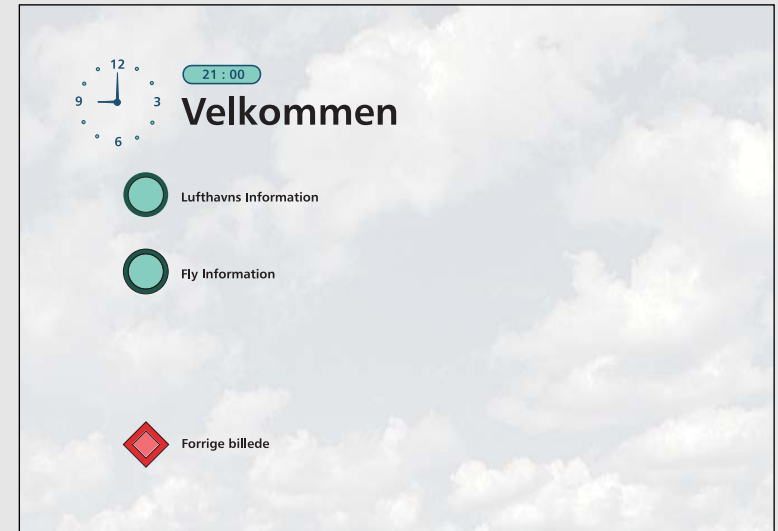 12
9
3
6
21 : 00
Velkommen
Lufthavns Information
Fly Information
Forrige billede